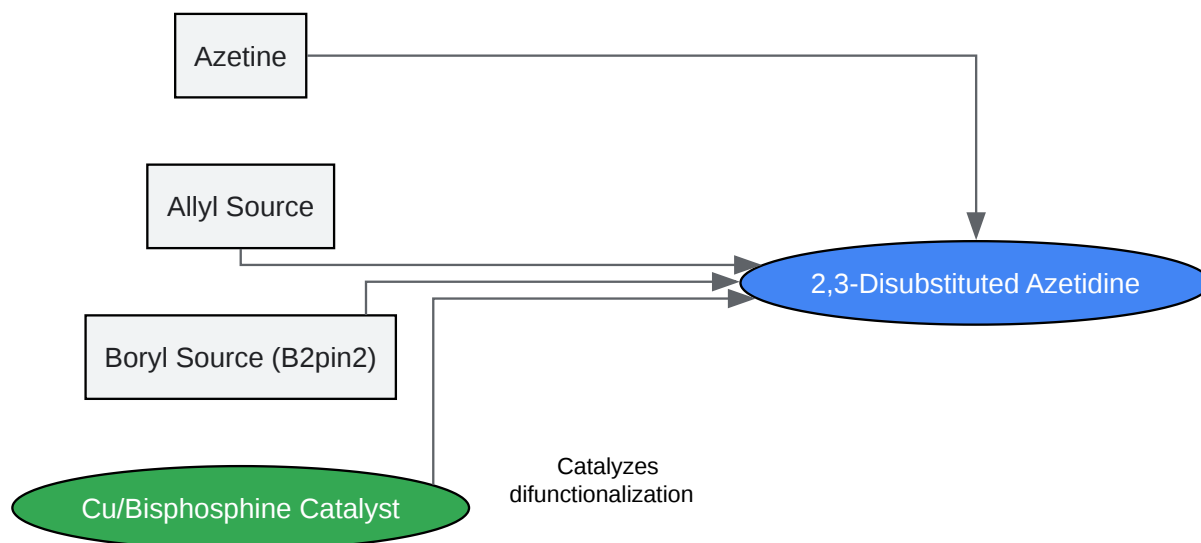 Azetine
Allyl Source
2,3-Disubstituted Azetidine
Boryl Source (B2pin2)
Catalyzes
difunctionalization
Cu/Bisphosphine Catalyst